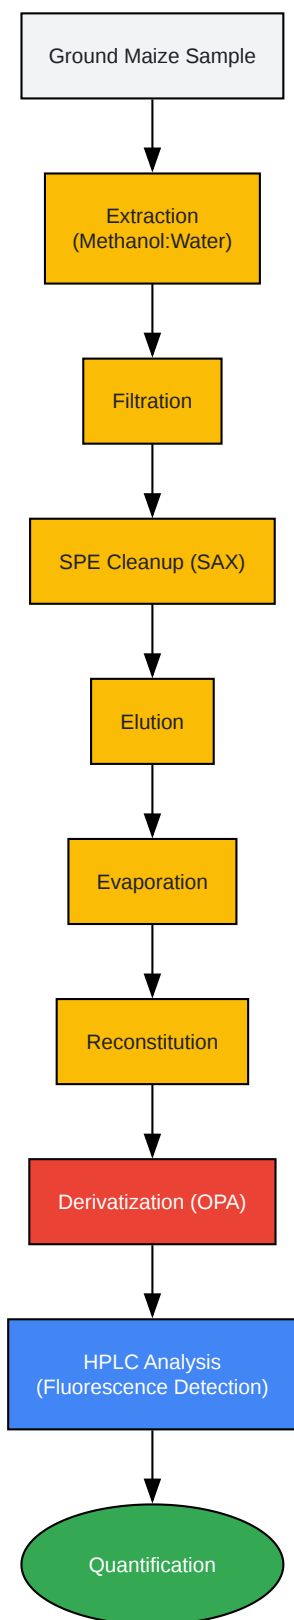 Ground Maize Sample
Extraction
(Methanol:Water)
Filtration
SPE Cleanup (SAX)
Elution
Evaporation
Reconstitution
Derivatization (OPA)
HPLC Analysis
(Fluorescence Detection)
Quantification